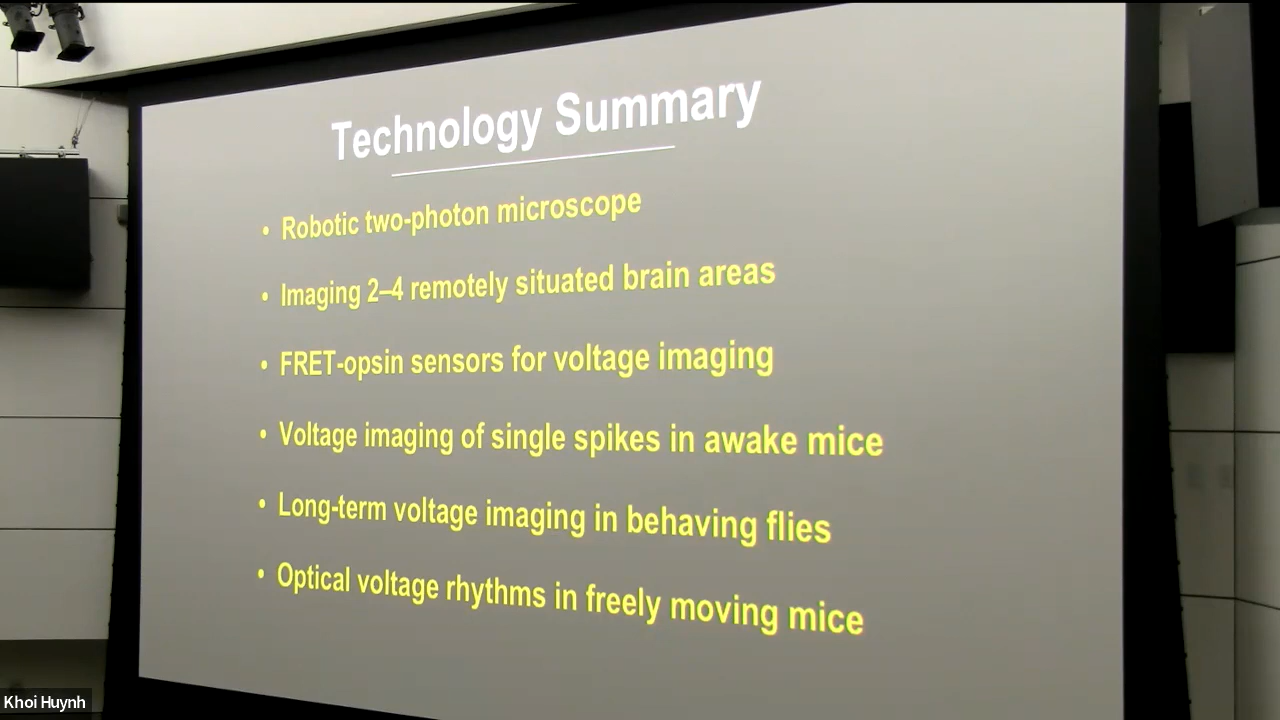 Technology Summary
• Robotic two-photon microscope
• Imaging 2–4 remotely situated brain areas
• FRET-opsin sensors for voltage imaging
• Voltage imaging of single spikes in awake mice
• Long-term voltage imaging in behaving flies
• Optical voltage rhythms in freely moving mice
Khoi Huynh